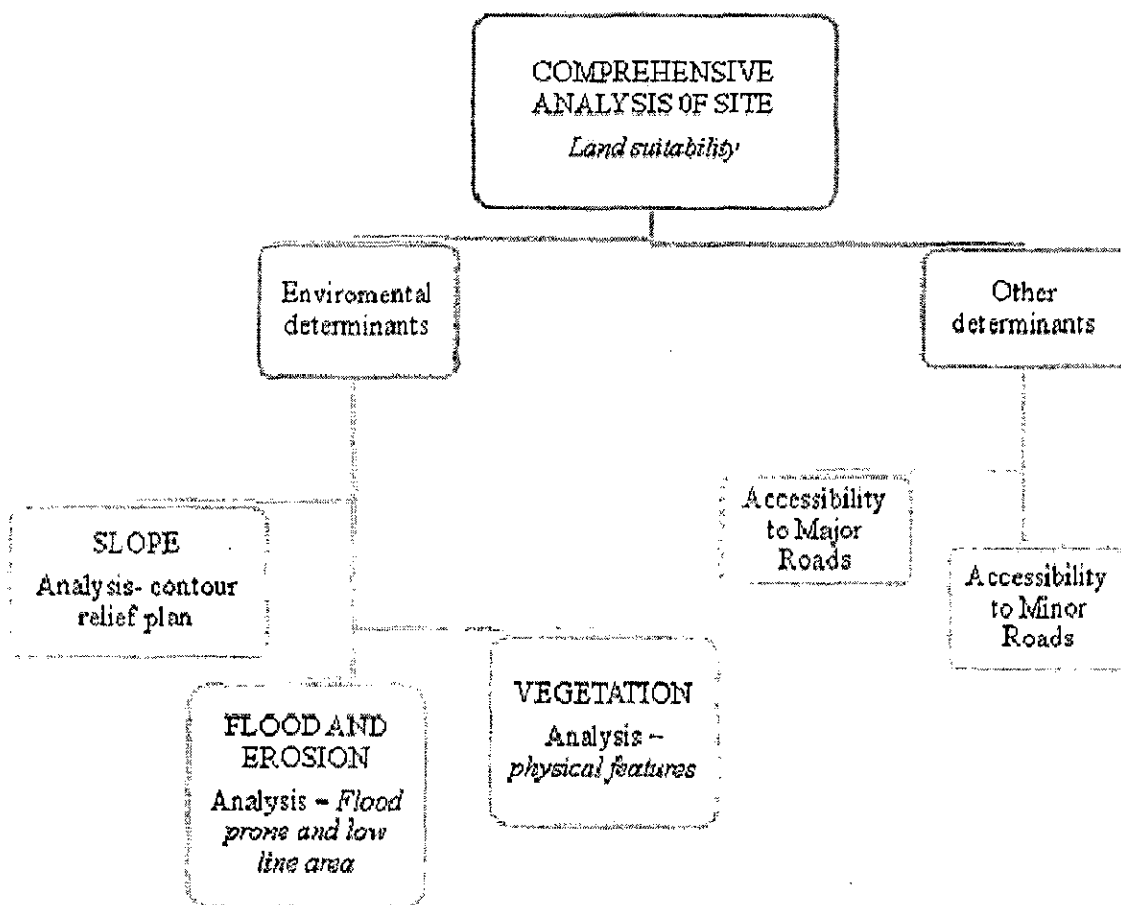 COMPREHENSIVE
ANALYSIS OF SITE
Land suitability
Enviromental
determinants
Other
determinants
SLOPE
Analysis- contour
relief plan
FLOOD AND
EROSION
Analysis – Flood
prone and low
line area
VEGETATION
Analysis –
physical features
Accessibility
to Major
Roads
Accessibility
to Minor
Roads